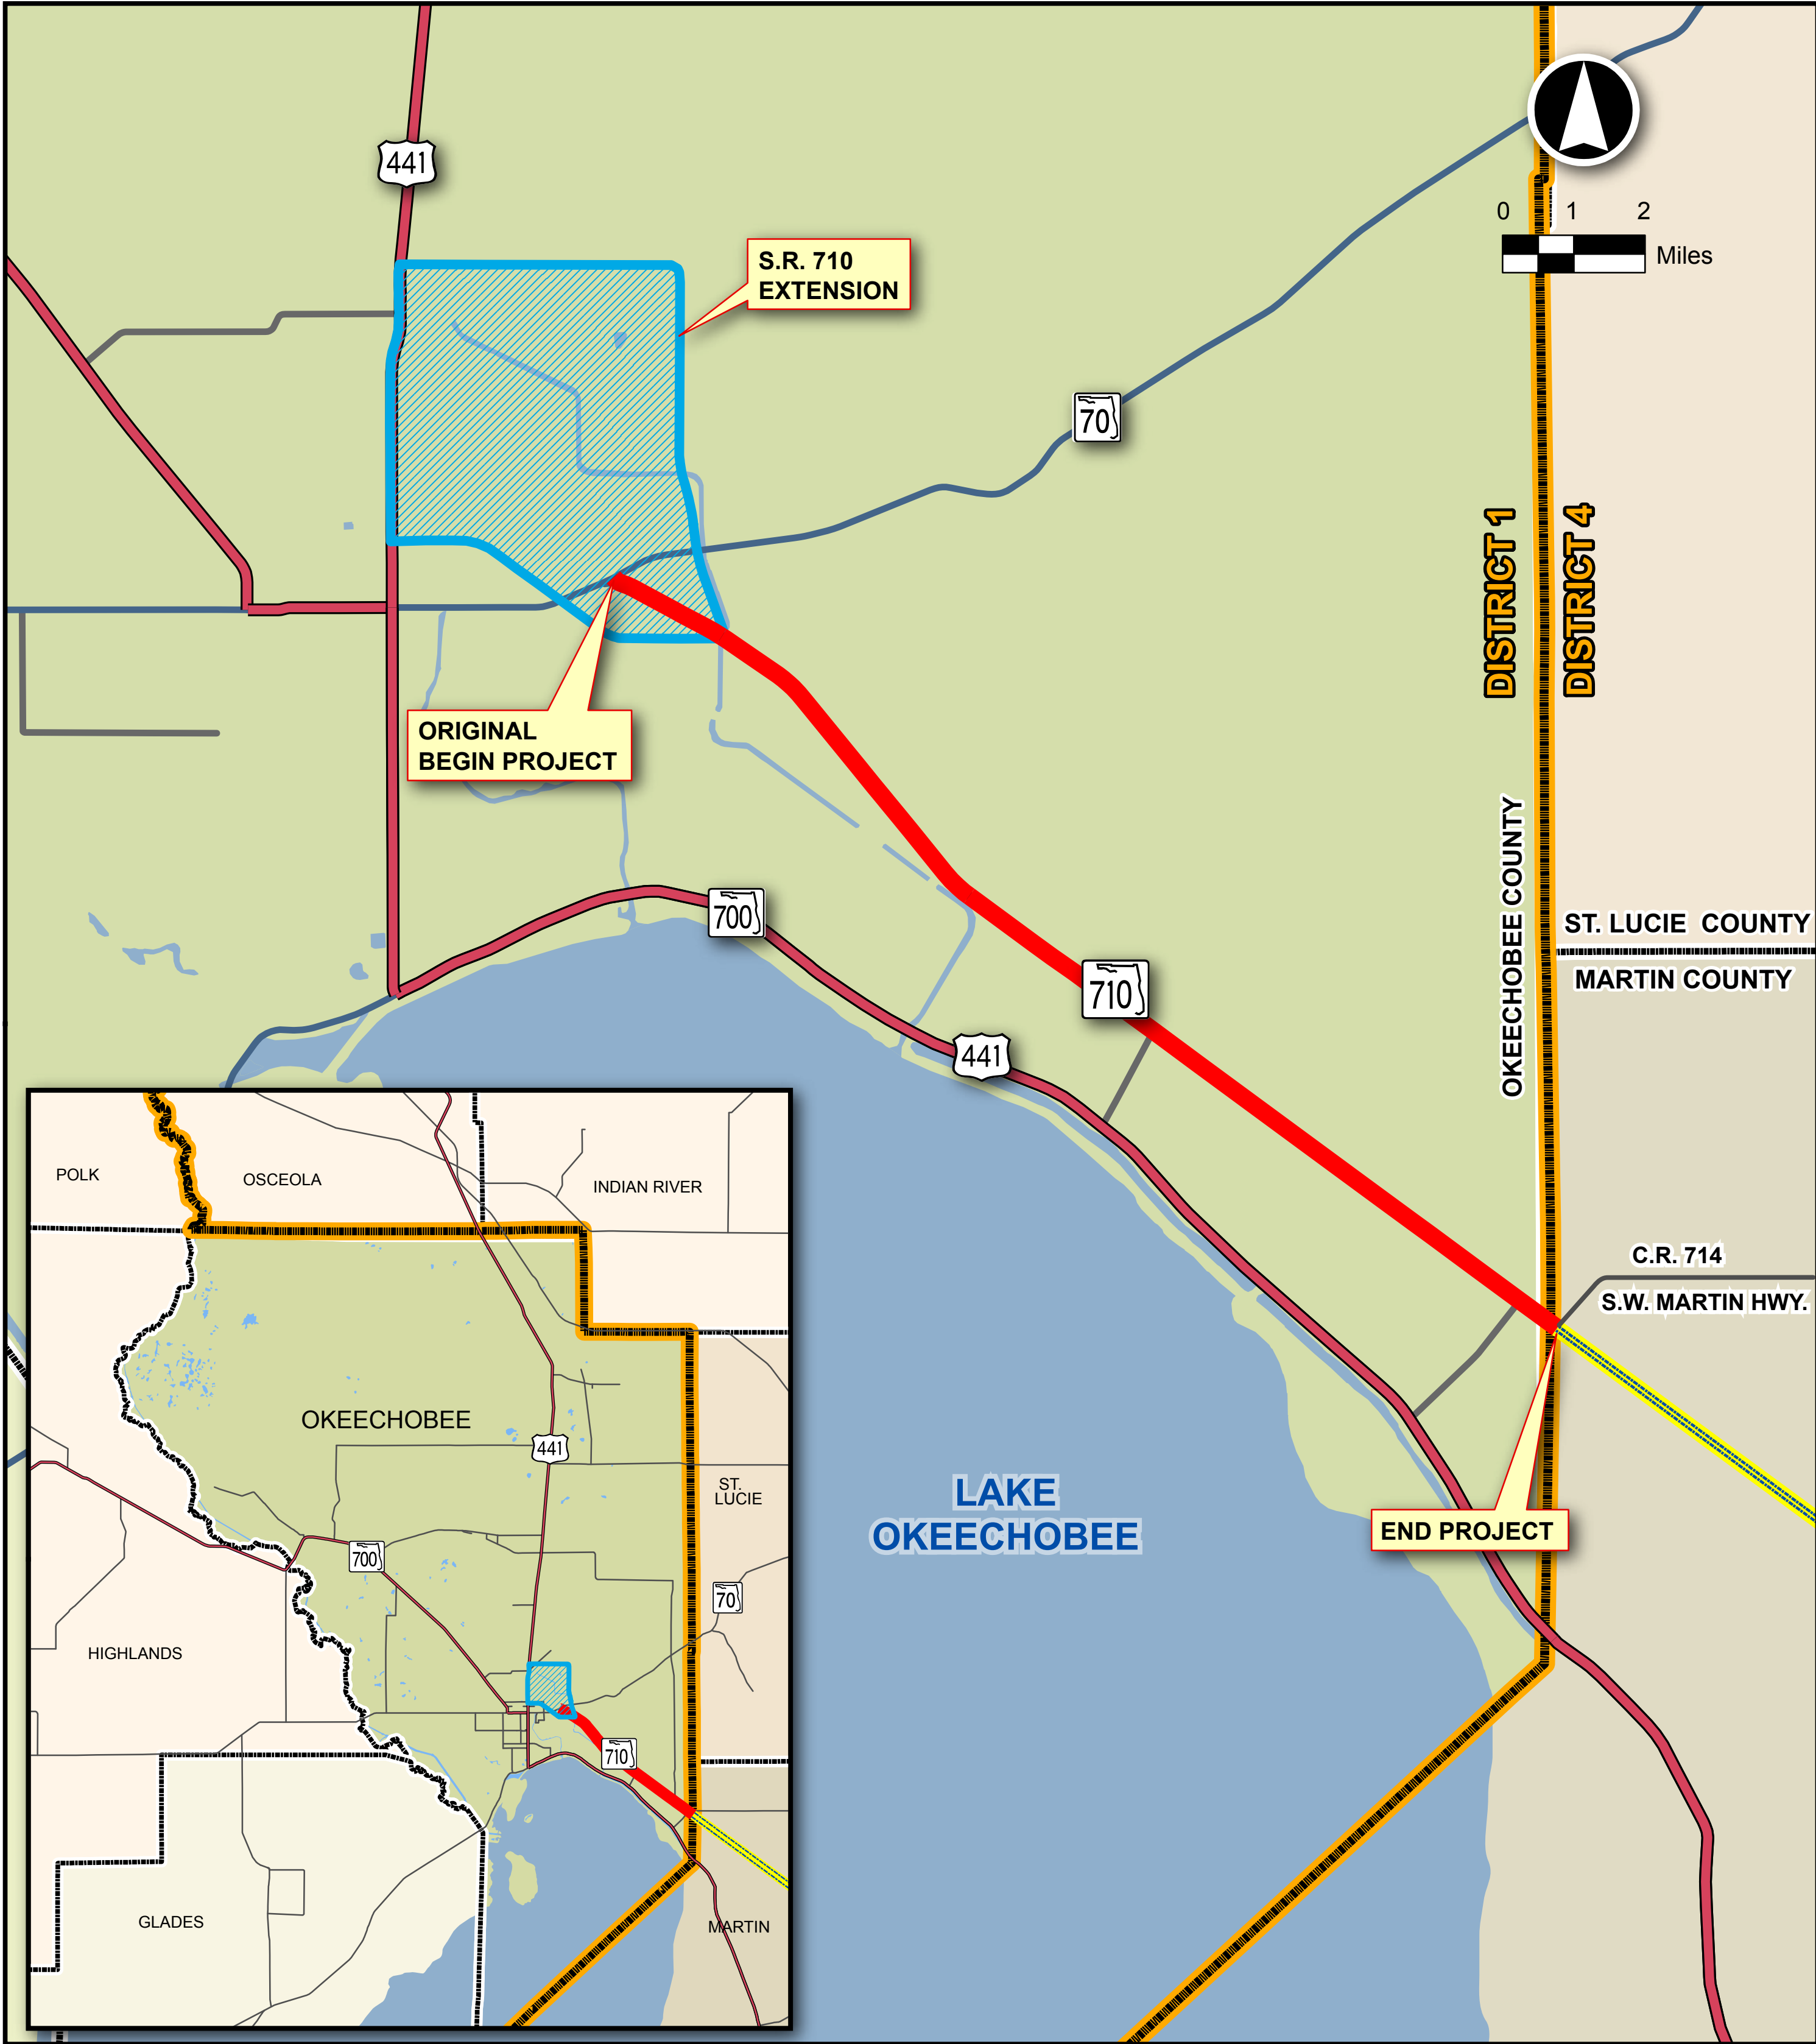 441
0 1 2
Miles
S.R. 710
EXTENSION
70
DISTRICT 1
DISTRICT 4
ORIGINAL
BEGIN PROJECT
OKEECHOBEE COUNTY
700
ST. LUCIE COUNTY
MARTIN COUNTY
710
441
C.R. 714
S.W. MARTIN HWY.
LAKE
OKEECHOBEE
END PROJECT
POLK
OSCEOLA
INDIAN RIVER
OKEECHOBEE
441
ST.
LUCIE
700
70
HIGHLANDS
710
GLADES
MARTIN